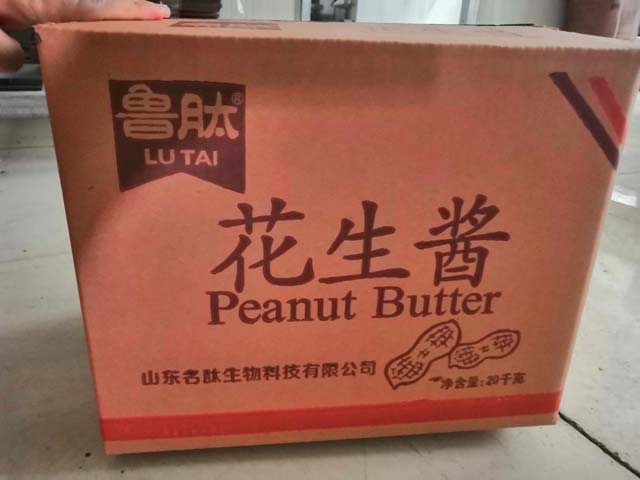 鲁肽®
LU TAI
花生酱
Peanut Butter
山东名肽生物科技有限公司
净含量:20千克